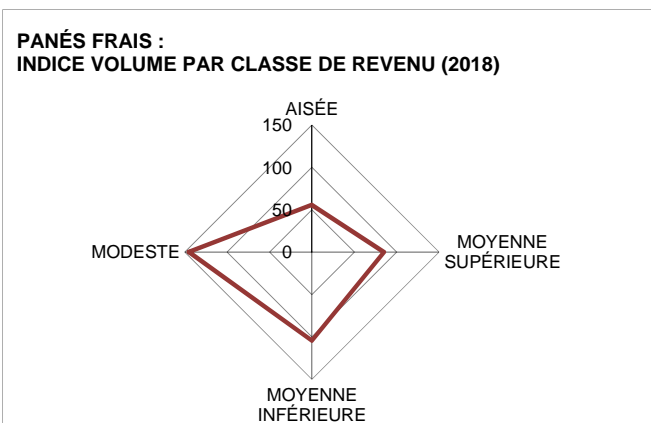 PANÉS FRAIS :
INDICE VOLUME PAR CLASSE DE REVENU (2018)
AISÉE
150
100
50
0
MODESTE
MOYENNE
SUPÉRIEURE
MOYENNE
INFÉRIEURE